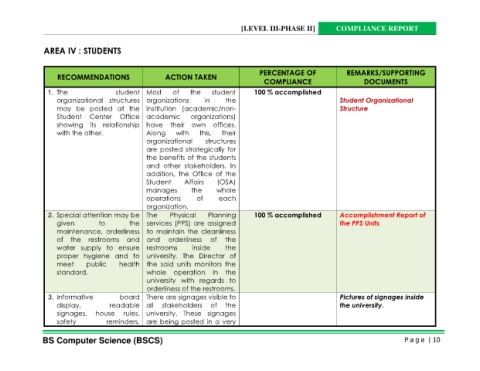 [LEVEL III-PHASE II] COMPLIANCE REPORT
AREA IV : STUDENTS
RECOMMENDATIONS
ACTION TAKEN
PERCENTAGE OF
COMPLIANCE
REMARKS/SUPPORTING
DOCUMENTS
1. The student
organizational structures
may be posted at the
Student Center Office
showing its relationship
with the other.
Most of the student
organizations in the
institution (academic/non-
academic organizations)
have their own offices.
Along with this, their
organizational structures
are posted strategically for
the benefits of the students
and other stakeholders. In
addition, the Office of the
Student Affairs (OSA)
manages the whole
operations of each
organization.
100 % accomplished
Student Organizational
Structure
2. Special attention may be
given to the
maintenance, orderliness
of the restrooms and
water supply to ensure
proper hygiene and to
meet public health
standard.
The Physical Planning
services (PPS) are assigned
to maintain the cleanliness
and orderliness of the
restrooms inside the
university. The Director of
the said units monitors the
whole operation in the
university with regards to
orderliness of the restrooms.
100 % accomplished
Accomplishment Report of
the PPS Units
3. Informative board
display, readable
signages, house rules,
safety reminders,
There are signages visible to
all stakeholders of the
university. These signages
are being posted in a very
Pictures of signages inside
the university.
BS Computer Science (BSCS)
Page | 10